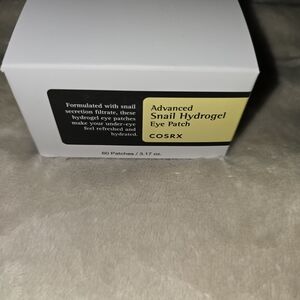 Formulated with snail
secretion filtrate, these
hydrogel eye patches
make your under-eye
feel refreshed and
hydrated.
Advanced
Snail Hydrogel
Eye Patch
COSRX
60 Patches / 3.17 oz.